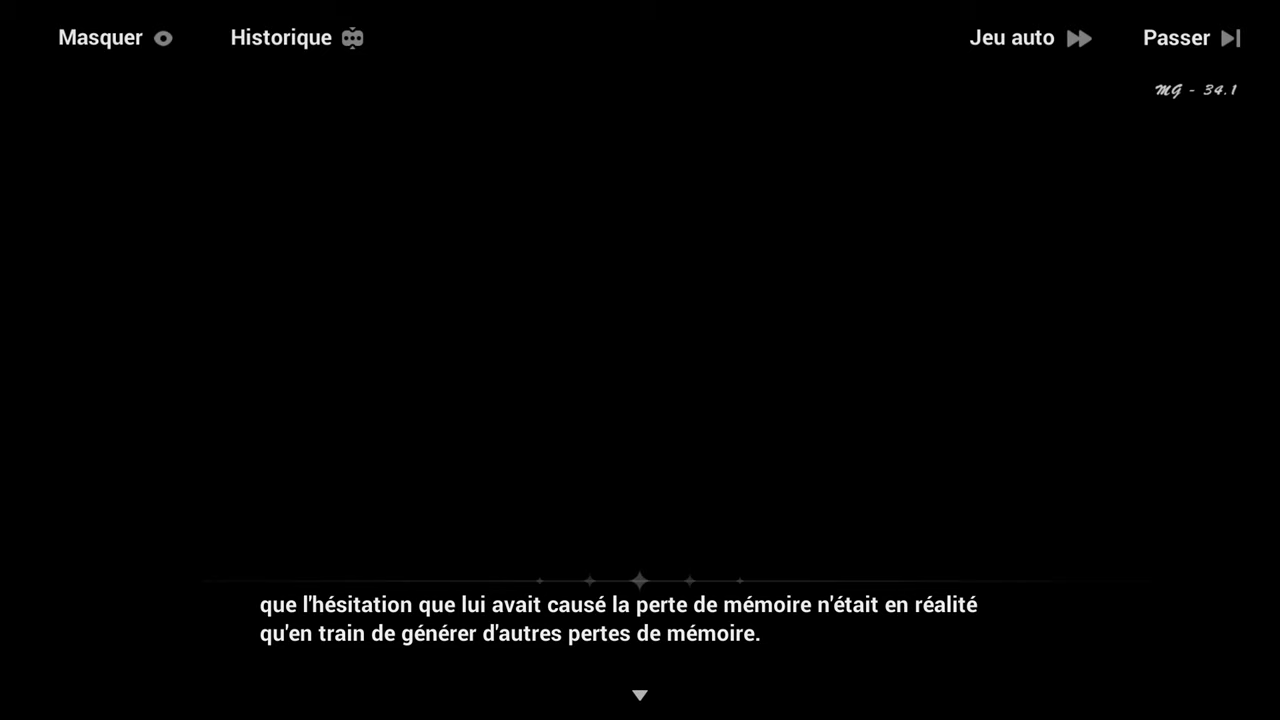 Masquer
Historique
Jeu auto
Passer
MG - 34.1
que l'hésitation que lui avait causé la perte de mémoire n'était en réalité
qu'en train de générer d'autres pertes de mémoire.